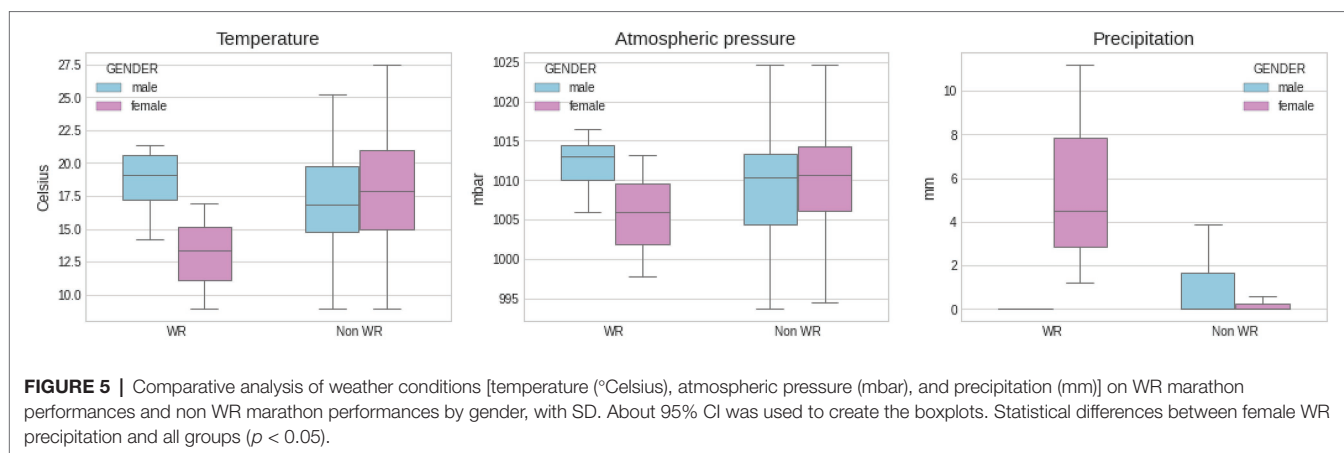 Temperature
27.5
25.0
22.5
20.0
17.5
15.0
12.5
10.0
Celsius
GENDER
male
female
WR
Non WR
Atmospheric pressure
1025
1020
1015
1010
1005
1000
995
mbar
GENDER
male
female
WR
Non WR
Precipitation
10
8
6
4
2
0
mm
GENDER
male
female
WR
Non WR
FIGURE 5 | Comparative analysis of weather conditions [temperature (°Celsius), atmospheric pressure (mbar), and precipitation (mm)] on WR marathon
performances and non WR marathon performances by gender, with SD. About 95% CI was used to create the boxplots. Statistical differences between female WR
precipitation and all groups (p < 0.05).